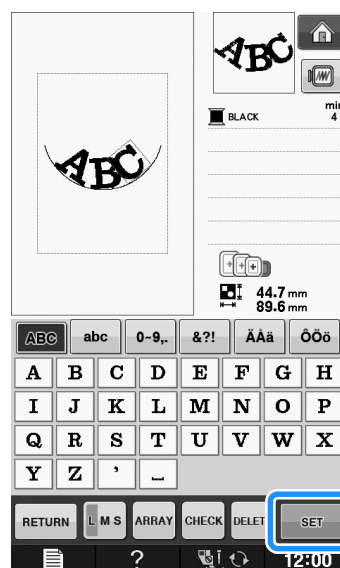 ABC
ABC
min
BLACK 4
44.7 mm
89.6 mm
ABC abc 0~9,. &?! ÄÅä ÔÖö
A B C D E F G H
I J K L M N O P
Q R S T U V W X
Y Z ’ _
RETURN L M S ARRAY CHECK DELET SET
? 12:00